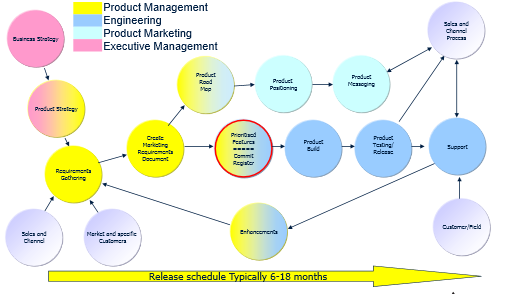 Product Management
Engineering
Product Marketing
Executive Management
Business Strategy
Sales and
Channel
Process
Product
Road
Map
Product
Positioning
Product
Messaging
Product Strategy
Create
Marketing
Requirements
Document
Prioritised
Features
=====
Commit
Register
Product
Build
Product
Testing/
Release
Support
Requirements
Gathering
Sales and
Channel
Market and specific
Customers
Enhancements
Customer/Field
Release schedule Typically 6-18 months